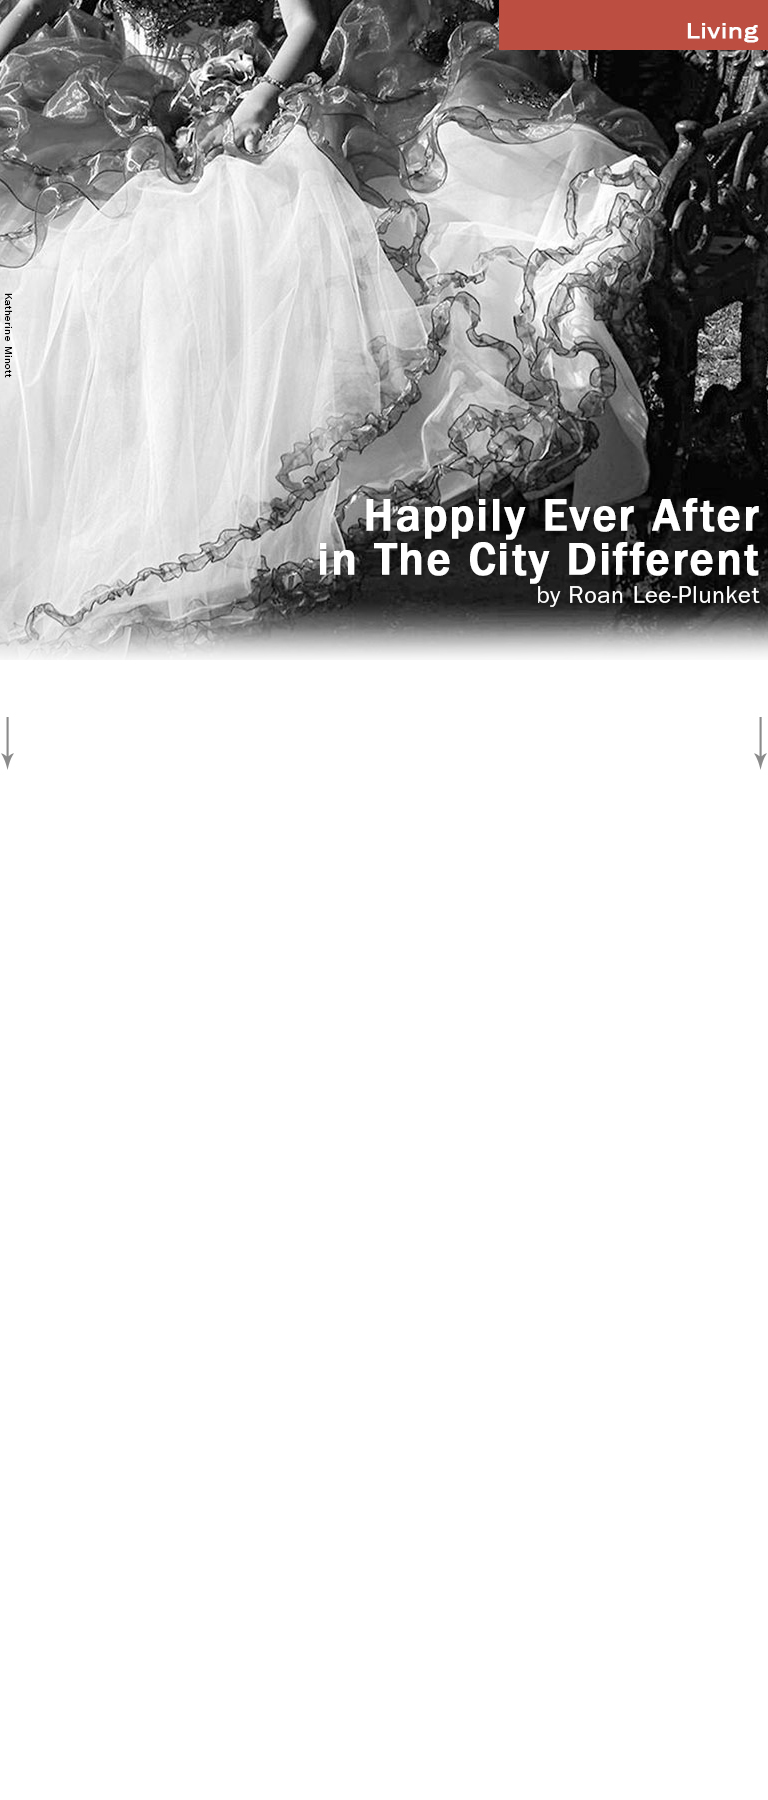 Living
Katherine Minott
Happily Ever After
in The City Different
by Roan Lee-Plunket